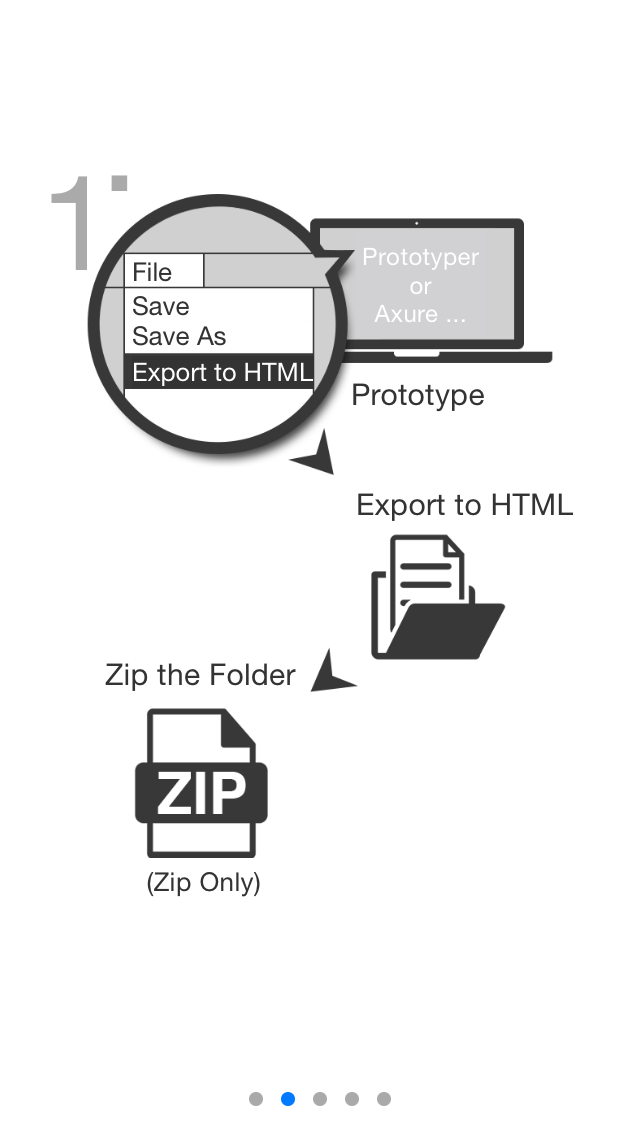 1.
File
Save
Save As
Export to HTML
Prototyper
or
Axure ...
Prototype
Export to HTML
Zip the Folder
ZIP
(Zip Only)